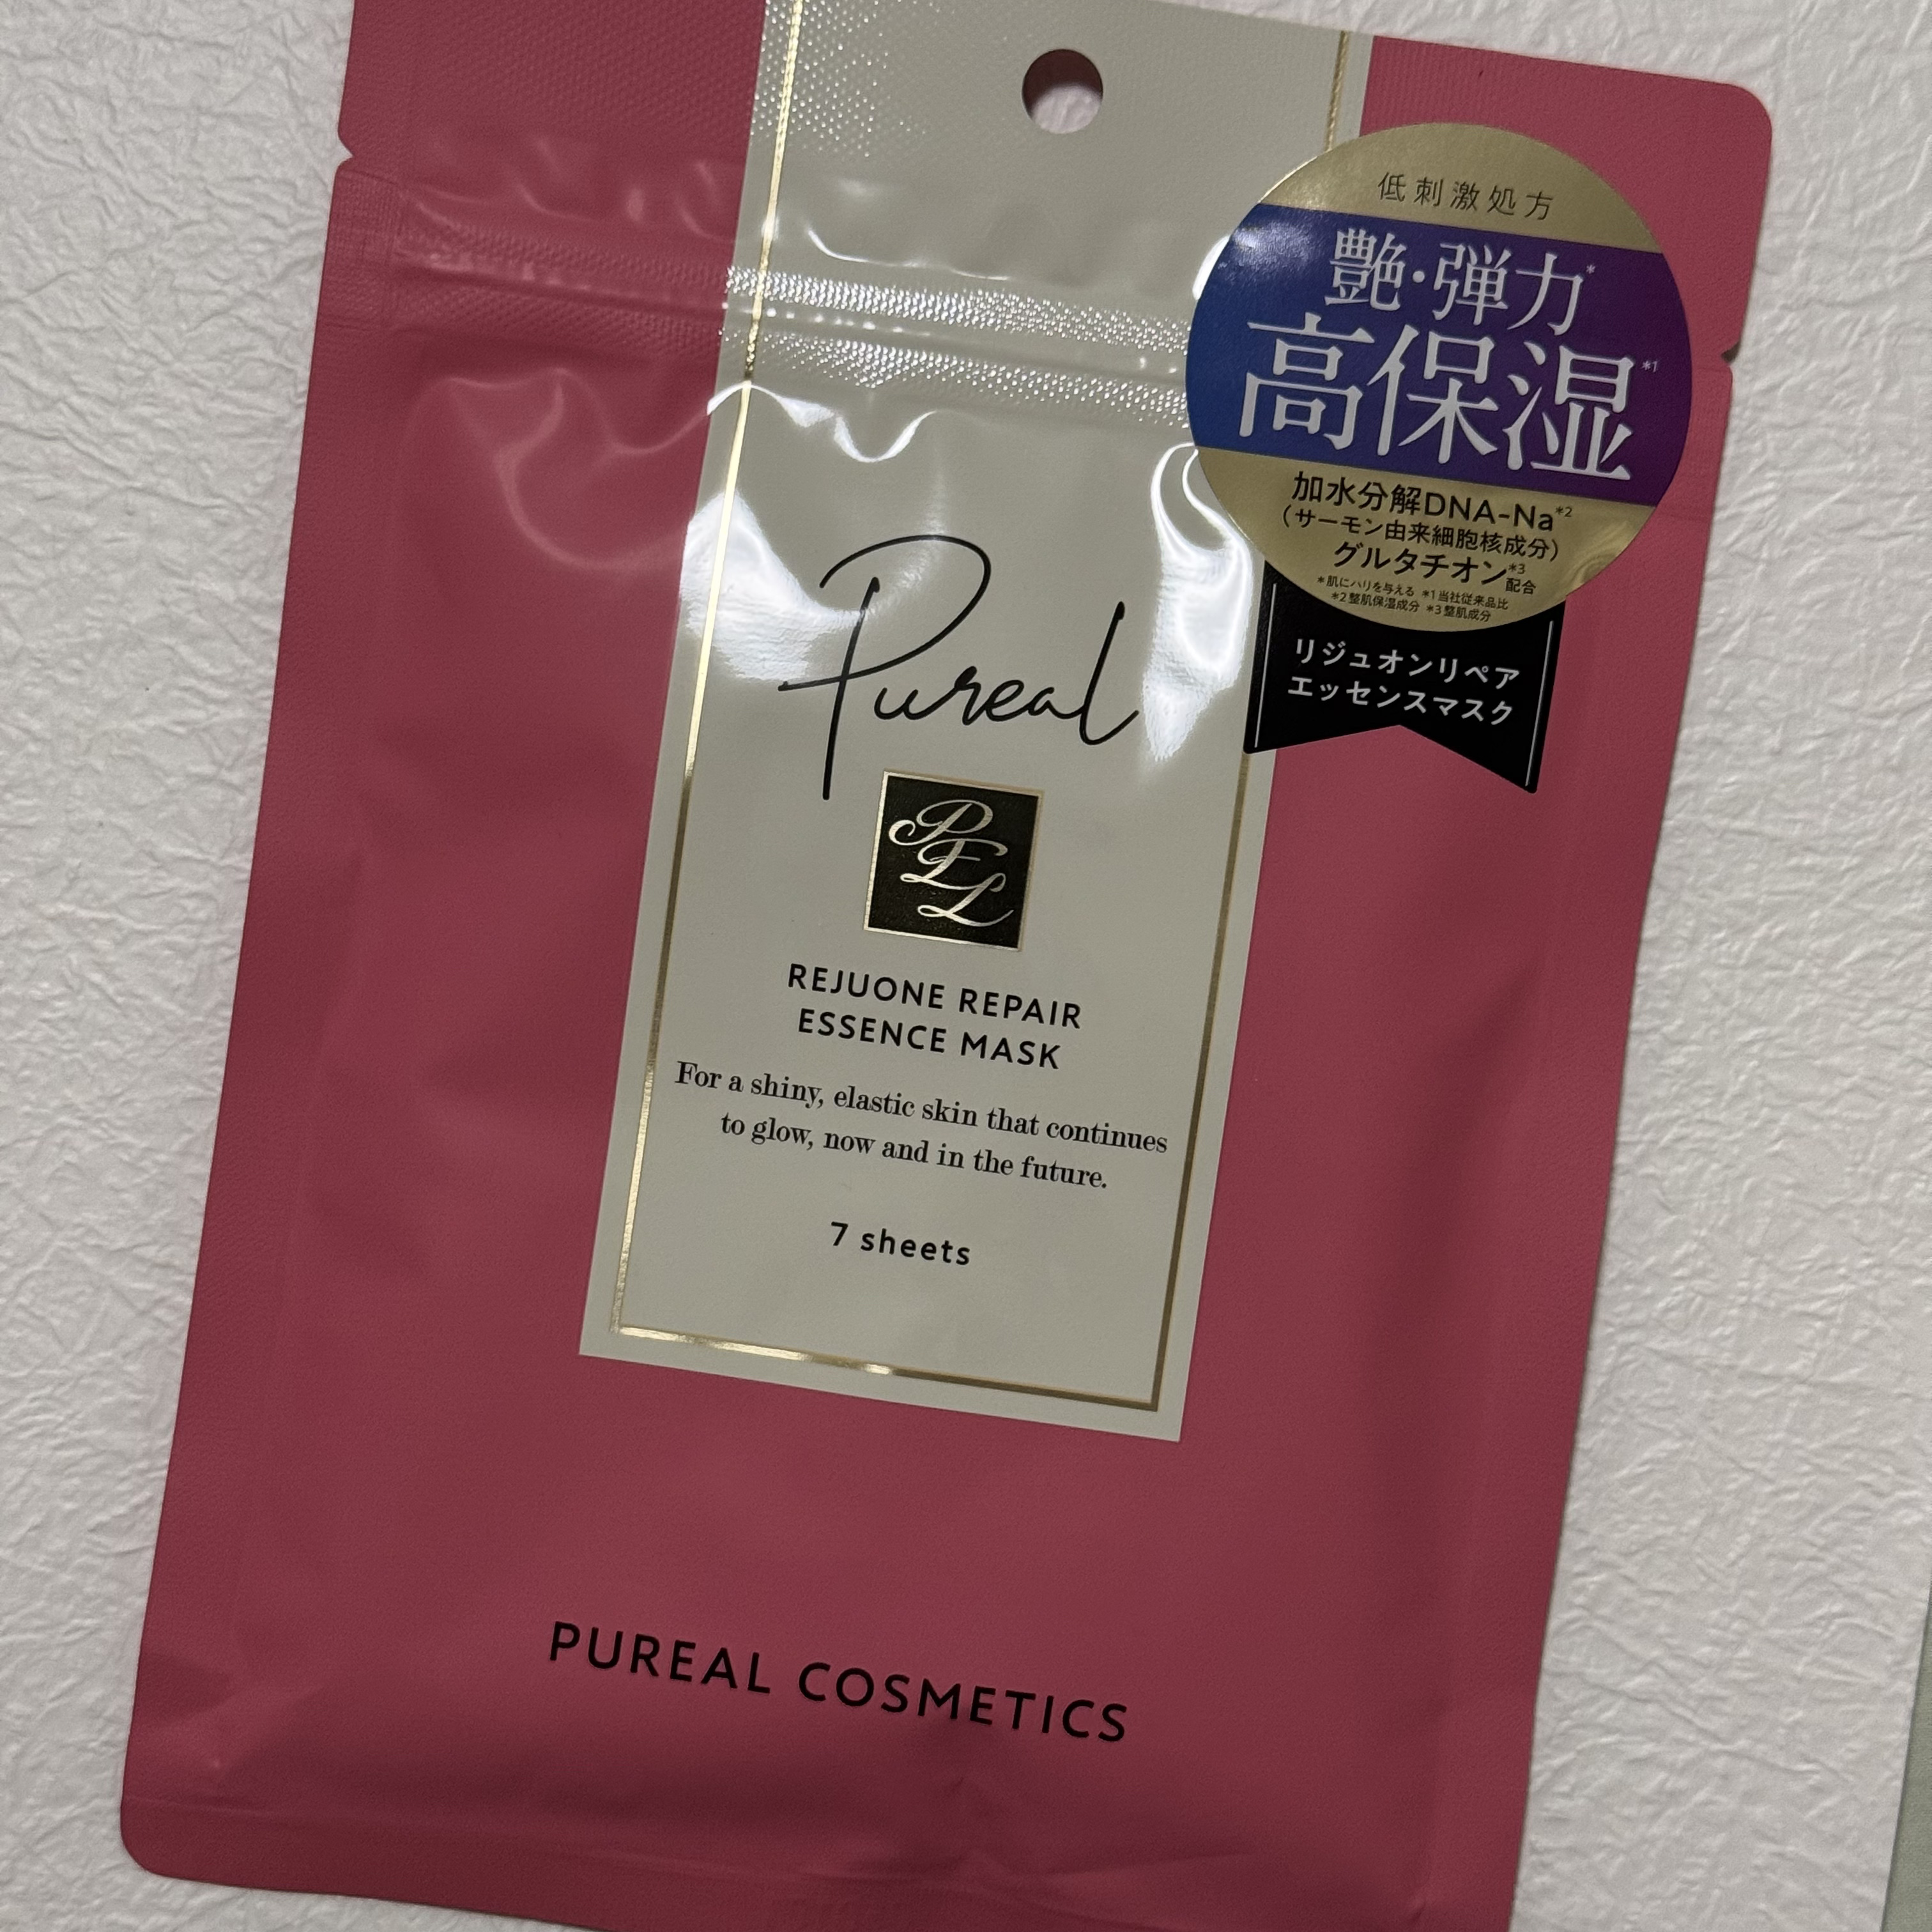 低刺激処方
艶・弾力*
高保湿*1
加水分解DNA-Na*2
（サーモン由来細胞核成分）
グルタチオン*3配合
*肌にハリを与える *1当社従来品比
*2整肌保湿成分 *3整肌成分
リジュオンリペア
エッセンスマスク
Pureal
PEL
REJUONE REPAIR
ESSENCE MASK
For a shiny, elastic skin that continues
to glow, now and in the future.
7 sheets
PUREAL COSMETICS